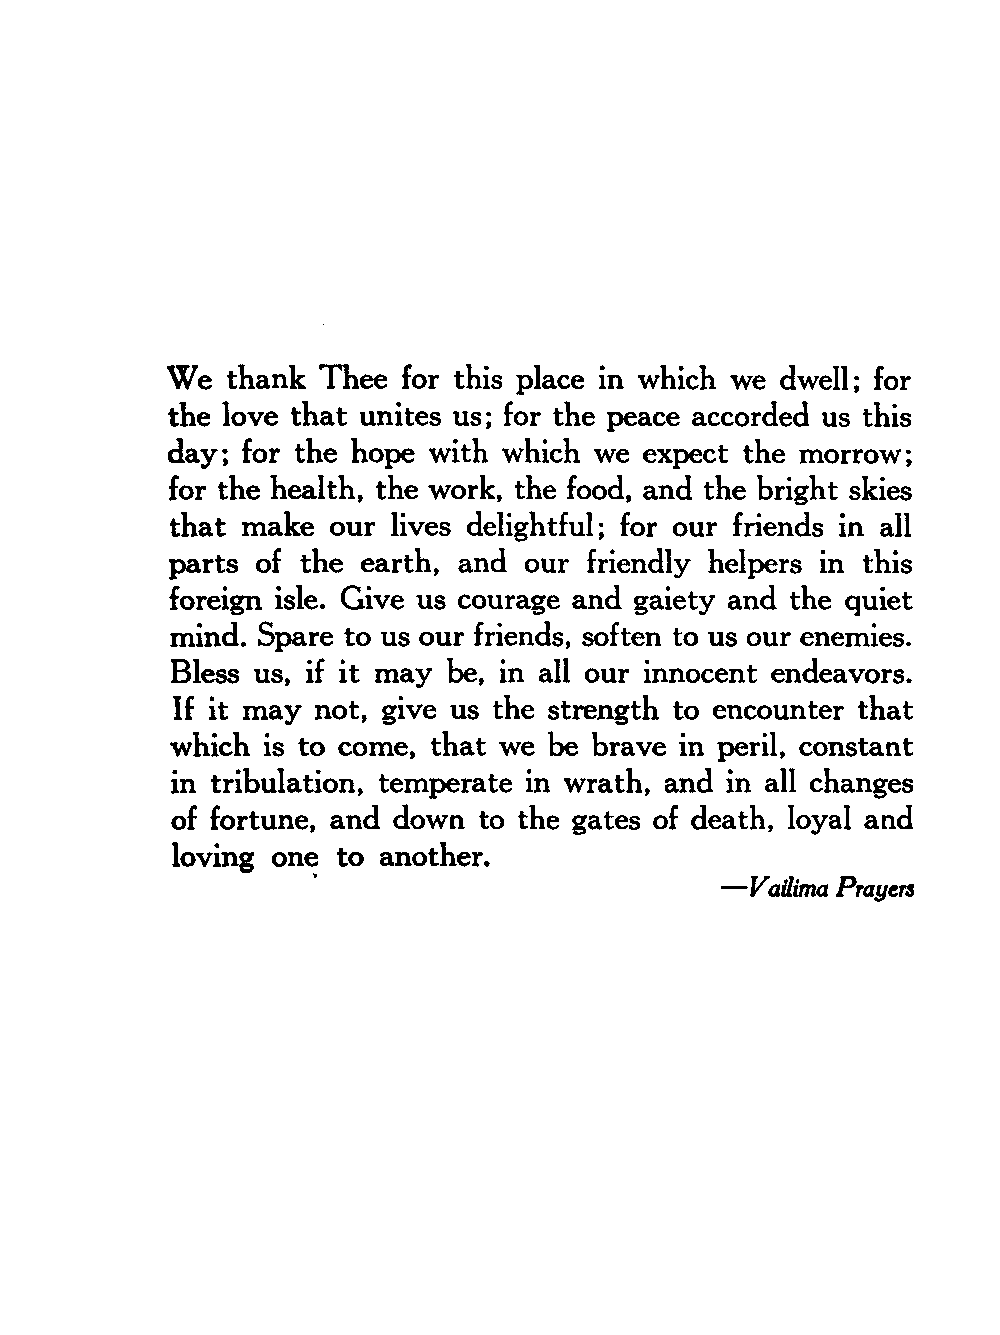 We thank Thee for this place in which we dwell; for
the love that unites us; for the peace accorded us this
day; for the hope with which we expect the morrow;
for the health, the work, the food, and the bright skies
that make our lives delightful; for our friends in all
parts of the earth, and our friendly helpers in this
foreign isle. Give us courage and gaiety and the quiet
mind. Spare to us our friends, soften to us our enemies.
Bless us, if it may be, in all our innocent endeavors.
If it may not, give us the strength to encounter that
which is to come, that we be brave in peril, constant
in tribulation, temperate in wrath, and in all changes
of fortune, and down to the gates of death, loyal and
loving one to another.
—Vailima Prayers